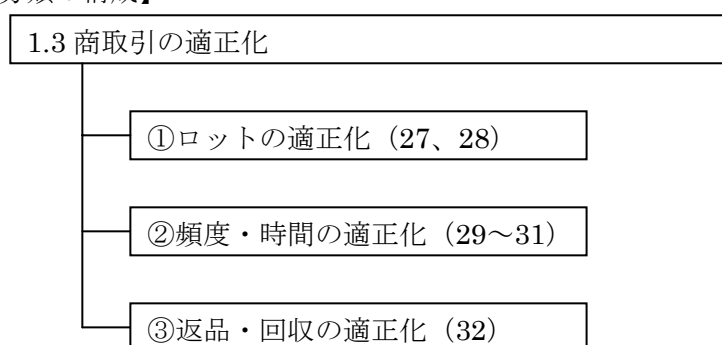 1.3 商取引の適正化
①ロットの適正化（27、28）
②頻度・時間の適正化（29～31）
③返品・回収の適正化（32）